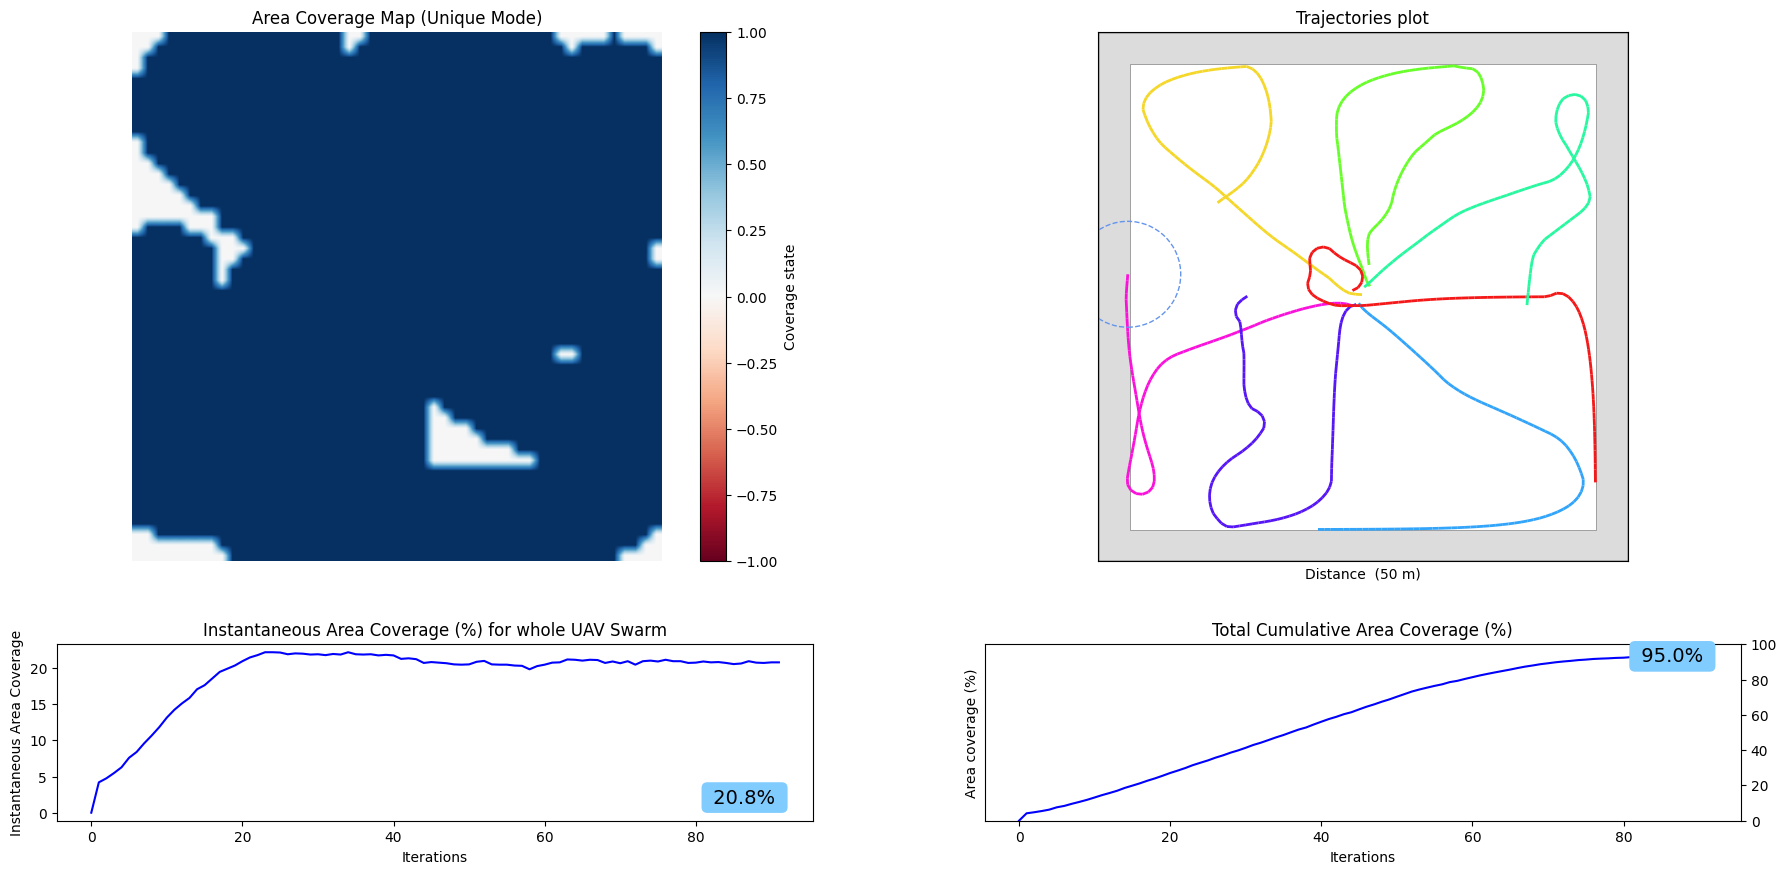 Area Coverage Map (Unique Mode)
1.00
0.75
0.50
0.25
0.00
−0.25
−0.50
−0.75
−1.00
Coverage state
Trajectories plot
Distance  (50 m)
Instantaneous Area Coverage (%) for whole UAV Swarm
Instantaneous Area Coverage
20
15
10
5
0
20.8%
0 20 40 60 80
Iterations
Total Cumulative Area Coverage (%)
Area coverage (%)
95.0%
100
80
60
40
20
0
0 20 40 60 80
Iterations